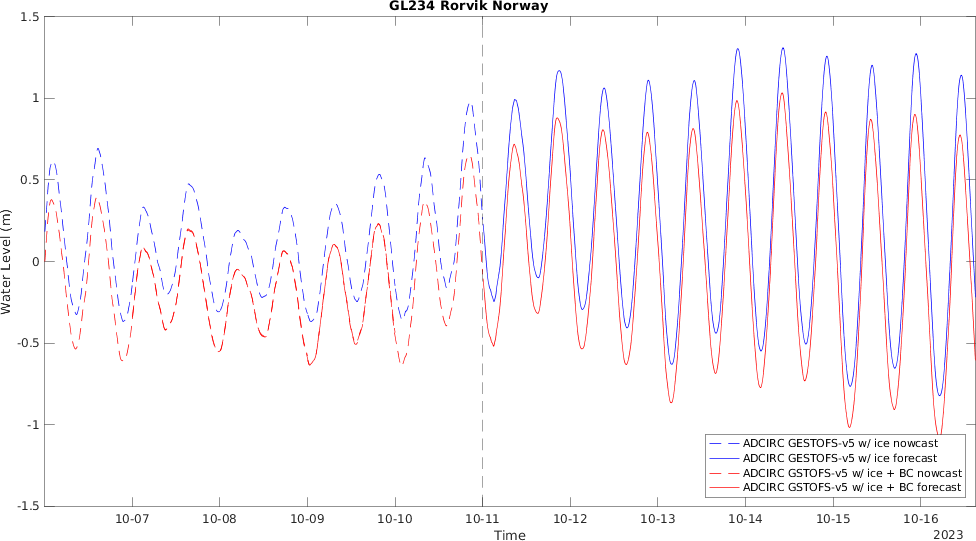 GL234 Rorvik Norway
1.5
1
0.5
0
-0.5
-1
-1.5
Water Level (m)
ADCIRC GESTOFS-v5 w/ ice nowcast
ADCIRC GESTOFS-v5 w/ ice forecast
ADCIRC GSTOFS-v5 w/ ice + BC nowcast
ADCIRC GSTOFS-v5 w/ ice + BC forecast
10-07 10-08 10-09 10-10 10-11 10-12 10-13 10-14 10-15 10-16
Time
2023